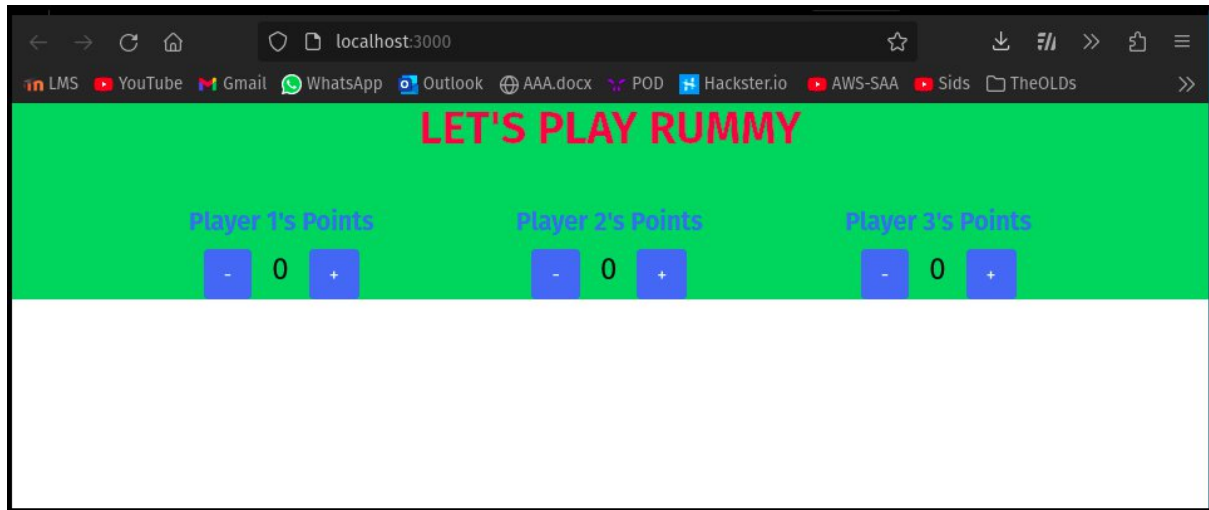 localhost:3000
LMS YouTube Gmail WhatsApp Outlook AAA.docx POD Hackster.io AWS-SAA Sids TheOLDs
LET'S PLAY RUMMY
Player 1's Points Player 2's Points Player 3's Points
- 0 + - 0 + - 0 +